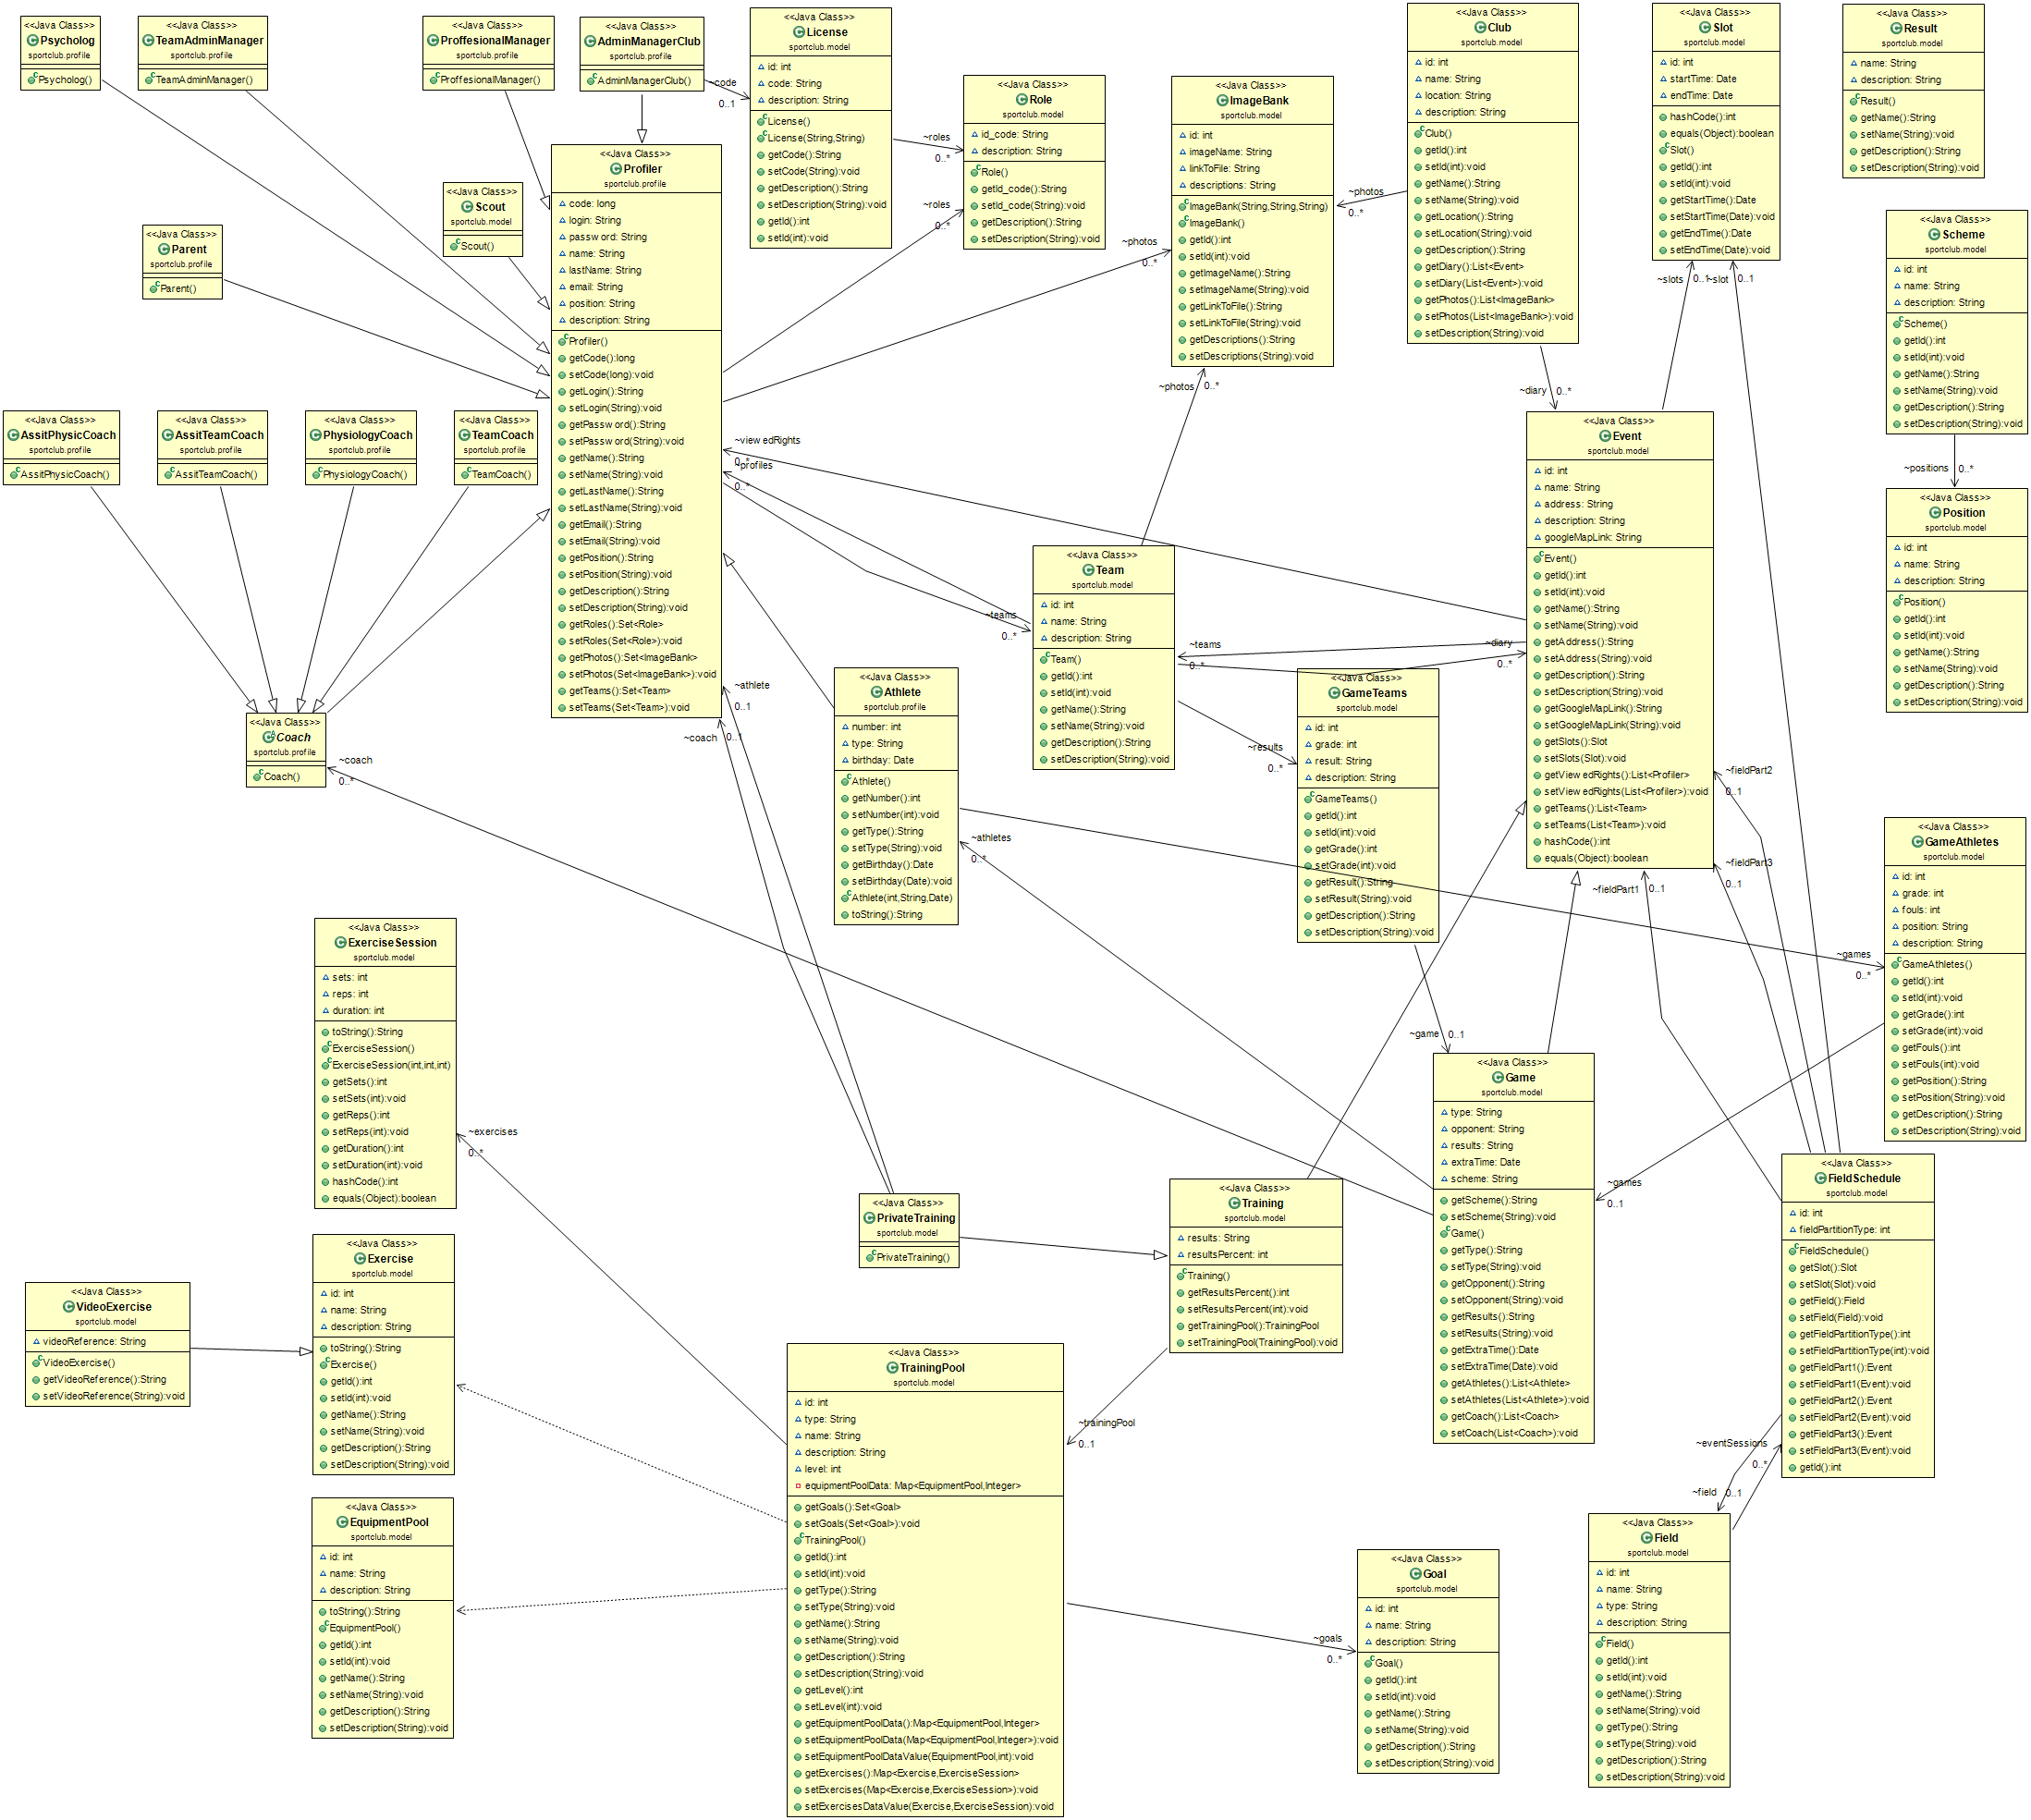 <<Java Class>>
Psycholog
sportclub.profile
Psycholog()
<<Java Class>>
TeamAdminManager
sportclub.profile
TeamAdminManager()
<<Java Class>>
ProffesionalManager
sportclub.profile
ProffesionalManager()
<<Java Class>>
AdminManagerClub
sportclub.profile
AdminManagerClub()
~code
0..1
<<Java Class>>
License
sportclub.model
id: int
code: String
description: String
License()
License(String,String)
getCode():String
setCode(String):void
getDescription():String
setDescription(String):void
getId():int
setId(int):void
~roles
0..*
<<Java Class>>
Role
sportclub.model
id_code: String
description: String
Role()
getId_code():String
setId_code(String):void
getDescription():String
setDescription(String):void
~roles
0..*
<<Java Class>>
ImageBank
sportclub.model
id: int
imageName: String
linkToFile: String
descriptions: String
ImageBank(String,String,String)
ImageBank()
getId():int
setId(int):void
getImageName():String
setImageName(String):void
getLinkToFile():String
setLinkToFile(String):void
getDescriptions():String
setDescriptions(String):void
~photos
0..*
~photos
0..*
~photos
0..*
<<Java Class>>
Club
sportclub.model
id: int
name: String
location: String
description: String
Club()
getId():int
setId(int):void
getName():String
setName(String):void
getLocation():String
setLocation(String):void
getDescription():String
getDiary():List<Event>
setDiary(List<Event>):void
getPhotos():List<ImageBank>
setPhotos(List<ImageBank>):void
setDescription(String):void
~diary
0..*
<<Java Class>>
Slot
sportclub.model
id: int
startTime: Date
endTime: Date
hashCode():int
equals(Object):boolean
Slot()
getId():int
setId(int):void
getStartTime():Date
setStartTime(Date):void
getEndTime():Date
setEndTime(Date):void
~slots
0..1
~slot
0..1
<<Java Class>>
Result
sportclub.model
name: String
description: String
Result()
getName():String
setName(String):void
getDescription():String
setDescription(String):void
<<Java Class>>
Scheme
sportclub.model
id: int
name: String
description: String
Scheme()
getId():int
setId(int):void
getName():String
setName(String):void
getDescription():String
setDescription(String):void
~positions
0..*
<<Java Class>>
Position
sportclub.model
id: int
name: String
description: String
Position()
getId():int
setId(int):void
getName():String
setName(String):void
getDescription():String
setDescription(String):void
<<Java Class>>
Profiler
sportclub.profile
code: long
login: String
password: String
name: String
lastName: String
email: String
position: String
description: String
Profiler()
getCode():long
setCode(long):void
getLogin():String
setLogin(String):void
getPassword():String
setPassword(String):void
getName():String
setName(String):void
getLastName():String
setLastName(String):void
getEmail():String
setEmail(String):void
getPosition():String
setPosition(String):void
getDescription():String
setDescription(String):void
getRoles():Set<Role>
setRoles(Set<Role>):void
getPhotos():Set<ImageBank>
setPhotos(Set<ImageBank>):void
getTeams():Set<Team>
setTeams(Set<Team>):void
<<Java Class>>
Scout
sportclub.model
Scout()
<<Java Class>>
Parent
sportclub.profile
Parent()
<<Java Class>>
AssitPhysicCoach
sportclub.profile
AssitPhysicCoach()
<<Java Class>>
AssitTeamCoach
sportclub.profile
AssitTeamCoach()
<<Java Class>>
PhysiologyCoach
sportclub.profile
PhysiologyCoach()
<<Java Class>>
TeamCoach
sportclub.profile
TeamCoach()
<<Java Class>>
Coach
sportclub.profile
Coach()
~coach
0..*
~viewedRights
0..*
~profiles
0..*
~teams
0..*
~athlete
0..1
~coach
0..1
<<Java Class>>
Team
sportclub.model
id: int
name: String
description: String
Team()
getId():int
setId(int):void
getName():String
setName(String):void
getDescription():String
setDescription(String):void
~teams
0..*
~diary
0..*
~results
0..*
<<Java Class>>
Event
sportclub.model
id: int
name: String
address: String
description: String
googleMapLink: String
Event()
getId():int
setId(int):void
getName():String
setName(String):void
getAddress():String
setAddress(String):void
getDescription():String
setDescription(String):void
getGoogleMapLink():String
setGoogleMapLink(String):void
getSlots():Slot
setSlots(Slot):void
getViewedRights():List<Profiler>
setViewedRights(List<Profiler>):void
getTeams():List<Team>
setTeams(List<Team>):void
hashCode():int
equals(Object):boolean
~fieldPart2
0..1
~fieldPart3
0..1
~fieldPart1
0..1
<<Java Class>>
Athlete
sportclub.profile
number: int
type: String
birthday: Date
Athlete()
getNumber():int
setNumber(int):void
getType():String
setType(String):void
getBirthday():Date
setBirthday(Date):void
Athlete(int,String,Date)
toString():String
~athletes
0..*
<<Java Class>>
GameTeams
sportclub.model
id: int
grade: int
result: String
description: String
GameTeams()
getId():int
setId(int):void
getGrade():int
setGrade(int):void
getResult():String
setResult(String):void
getDescription():String
setDescription(String):void
~game
0..1
<<Java Class>>
GameAthletes
sportclub.model
id: int
grade: int
fouls: int
position: String
description: String
GameAthletes()
getId():int
setId(int):void
getGrade():int
setGrade(int):void
getFouls():int
setFouls(int):void
getPosition():String
setPosition(String):void
getDescription():String
setDescription(String):void
~games
0..*
~games
0..1
<<Java Class>>
ExerciseSession
sportclub.model
sets: int
reps: int
duration: int
toString():String
ExerciseSession()
ExerciseSession(int,int,int)
getSets():int
setSets(int):void
getReps():int
setReps(int):void
getDuration():int
setDuration(int):void
hashCode():int
equals(Object):boolean
~exercises
0..*
<<Java Class>>
Game
sportclub.model
type: String
opponent: String
results: String
extraTime: Date
scheme: String
getScheme():String
setScheme(String):void
Game()
getType():String
setType(String):void
getOpponent():String
setOpponent(String):void
getResults():String
setResults(String):void
getExtraTime():Date
setExtraTime(Date):void
getAthletes():List<Athlete>
setAthletes(List<Athlete>):void
getCoach():List<Coach>
setCoach(List<Coach>):void
<<Java Class>>
FieldSchedule
sportclub.model
id: int
fieldPartitionType: int
FieldSchedule()
getSlot():Slot
setSlot(Slot):void
getField():Field
setField(Field):void
getFieldPartitionType():int
setFieldPartitionType(int):void
getFieldPart1():Event
setFieldPart1(Event):void
getFieldPart2():Event
setFieldPart2(Event):void
getFieldPart3():Event
setFieldPart3(Event):void
getId():int
~eventSessions
0..*
~field
0..1
<<Java Class>>
PrivateTraining
sportclub.model
PrivateTraining()
<<Java Class>>
Training
sportclub.model
results: String
resultsPercent: int
Training()
getResultsPercent():int
setResultsPercent(int):void
getTrainingPool():TrainingPool
setTrainingPool(TrainingPool):void
~trainingPool
0..1
<<Java Class>>
VideoExercise
sportclub.model
videoReference: String
VideoExercise()
getVideoReference():String
setVideoReference(String):void
<<Java Class>>
Exercise
sportclub.model
id: int
name: String
description: String
toString():String
Exercise()
getId():int
setId(int):void
getName():String
setName(String):void
getDescription():String
setDescription(String):void
<<Java Class>>
EquipmentPool
sportclub.model
id: int
name: String
description: String
toString():String
EquipmentPool()
getId():int
setId(int):void
getName():String
setName(String):void
getDescription():String
setDescription(String):void
<<Java Class>>
TrainingPool
sportclub.model
id: int
type: String
name: String
description: String
level: int
equipmentPoolData: Map<EquipmentPool,Integer>
getGoals():Set<Goal>
setGoals(Set<Goal>):void
TrainingPool()
getId():int
setId(int):void
getType():String
setType(String):void
getName():String
setName(String):void
getDescription():String
setDescription(String):void
getLevel():int
setLevel(int):void
getEquipmentPoolData():Map<EquipmentPool,Integer>
setEquipmentPoolData(Map<EquipmentPool,Integer>):void
setEquipmentPoolDataValue(EquipmentPool,int):void
getExercises():Map<Exercise,ExerciseSession>
setExercises(Map<Exercise,ExerciseSession>):void
setExercisesDataValue(Exercise,ExerciseSession):void
~goals
0..*
<<Java Class>>
Goal
sportclub.model
id: int
name: String
description: String
Goal()
getId():int
setId(int):void
getName():String
setName(String):void
getDescription():String
setDescription(String):void
<<Java Class>>
Field
sportclub.model
id: int
name: String
type: String
description: String
Field()
getId():int
setId(int):void
getName():String
setName(String):void
getType():String
setType(String):void
getDescription():String
setDescription(String):void